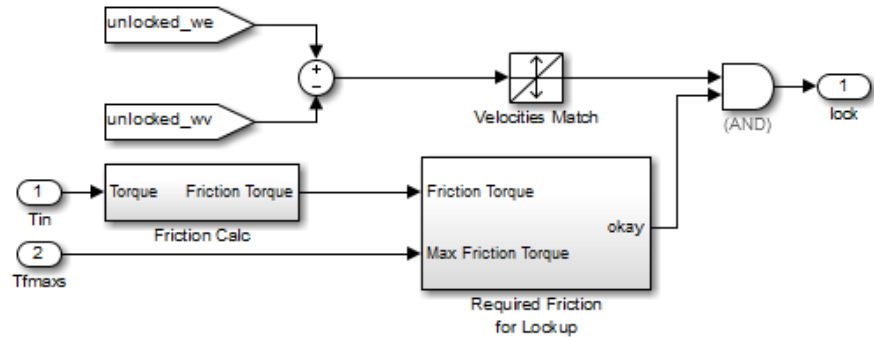 unlocked_we
+
−
unlocked_wv
Velocities Match
(AND)
1
lock
1
Tin
Torque
Friction Torque
Friction Calc
2
Tfmaxs
Friction Torque
Max Friction Torque
okay
Required Friction
for Lockup